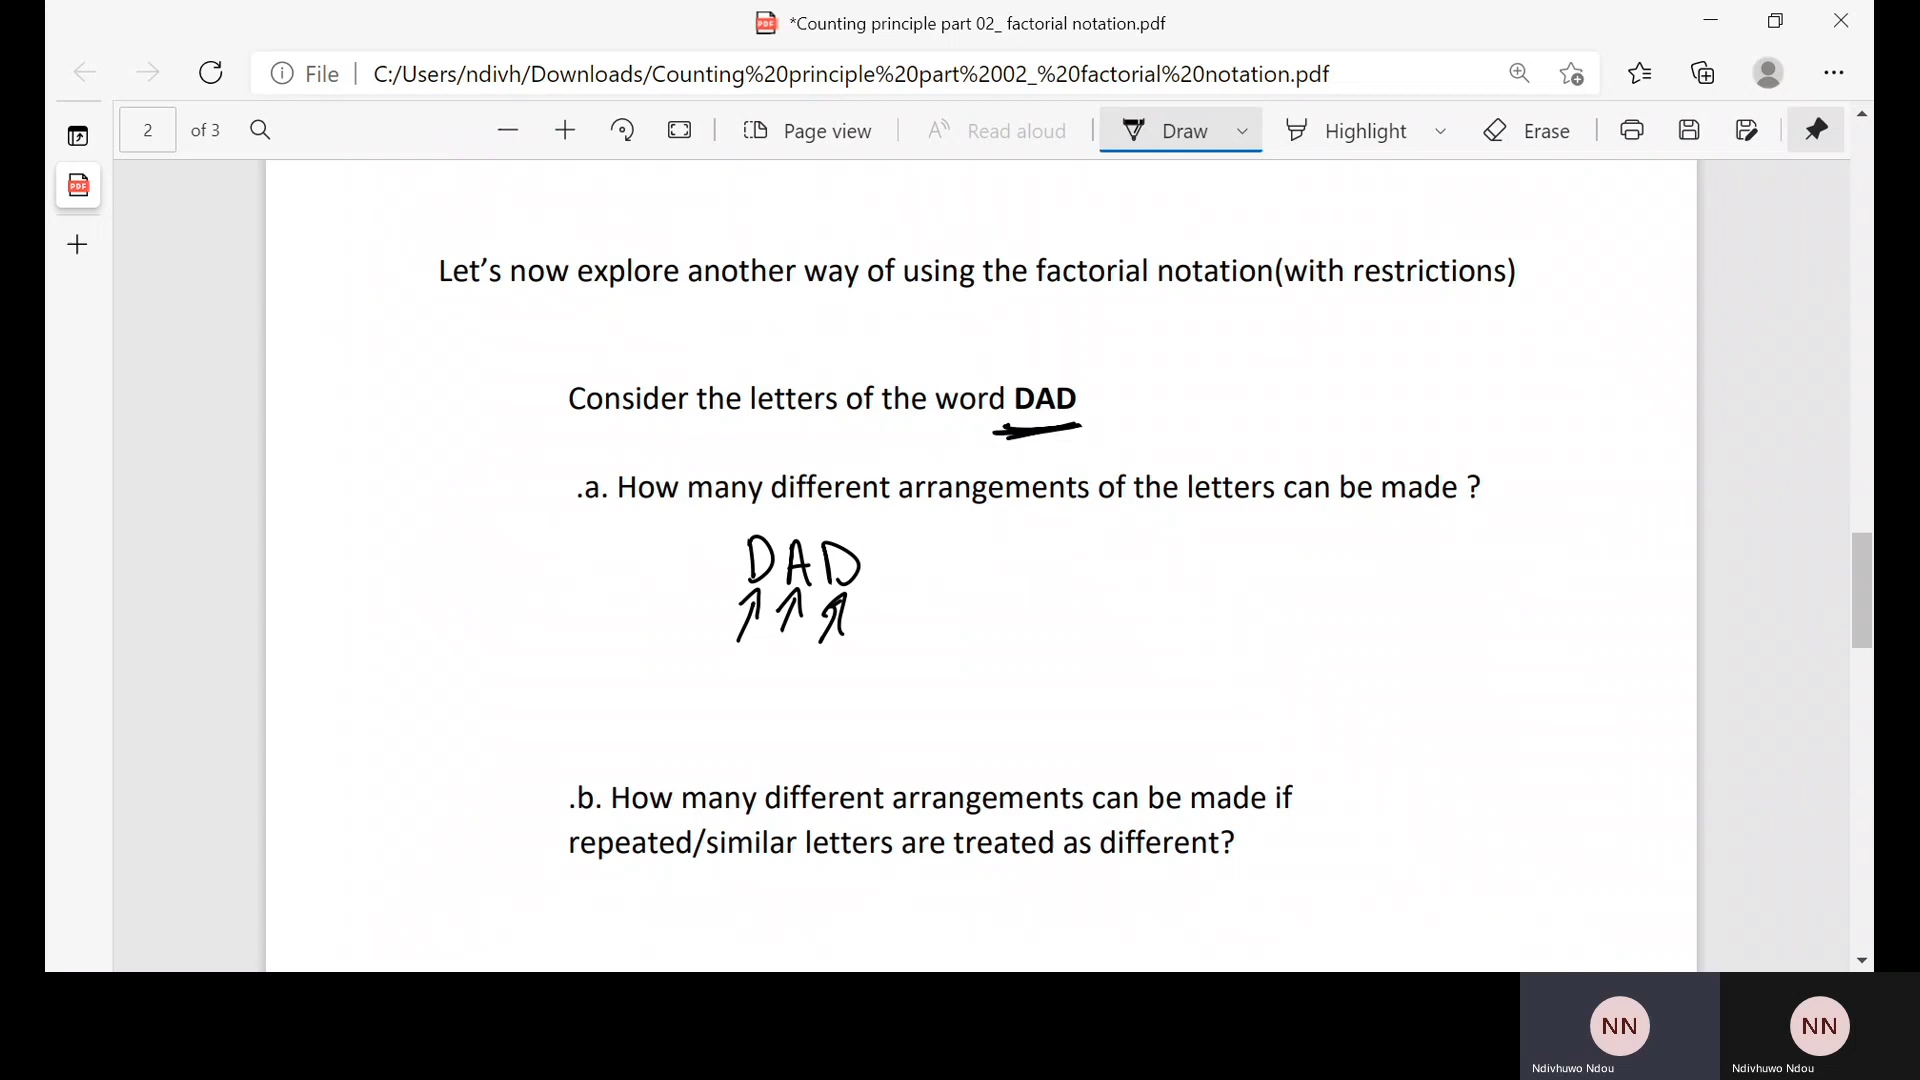 *Counting principle part 02_ factorial notation.pdf
File | C:/Users/ndivh/Downloads/Counting%20principle%20part%2002_%20factorial%20notation.pdf
2 of 3 Page view Read aloud Draw Highlight Erase
Let's now explore another way of using the factorial notation(with restrictions)
Consider the letters of the word DAD
.a. How many different arrangements of the letters can be made ?
DAD
.b. How many different arrangements can be made if
repeated/similar letters are treated as different?
NN NN
Ndivhuwo Ndou Ndivhuwo Ndou